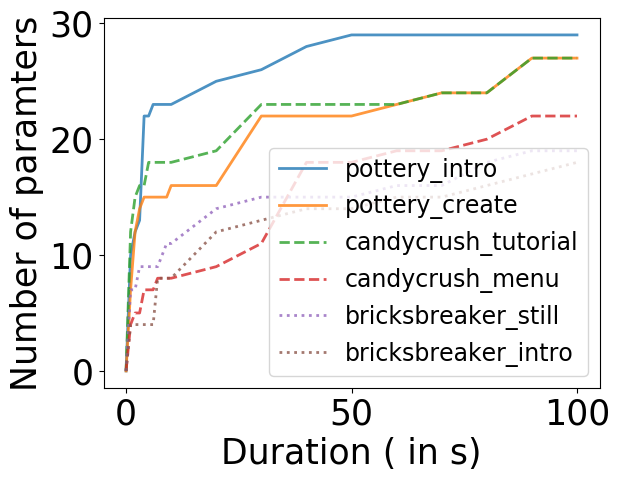 30
20
10
0
Number of paramters
pottery_intro
pottery_create
candycrush_tutorial
candycrush_menu
bricksbreaker_still
bricksbreaker_intro
0 50 100
Duration ( in s)